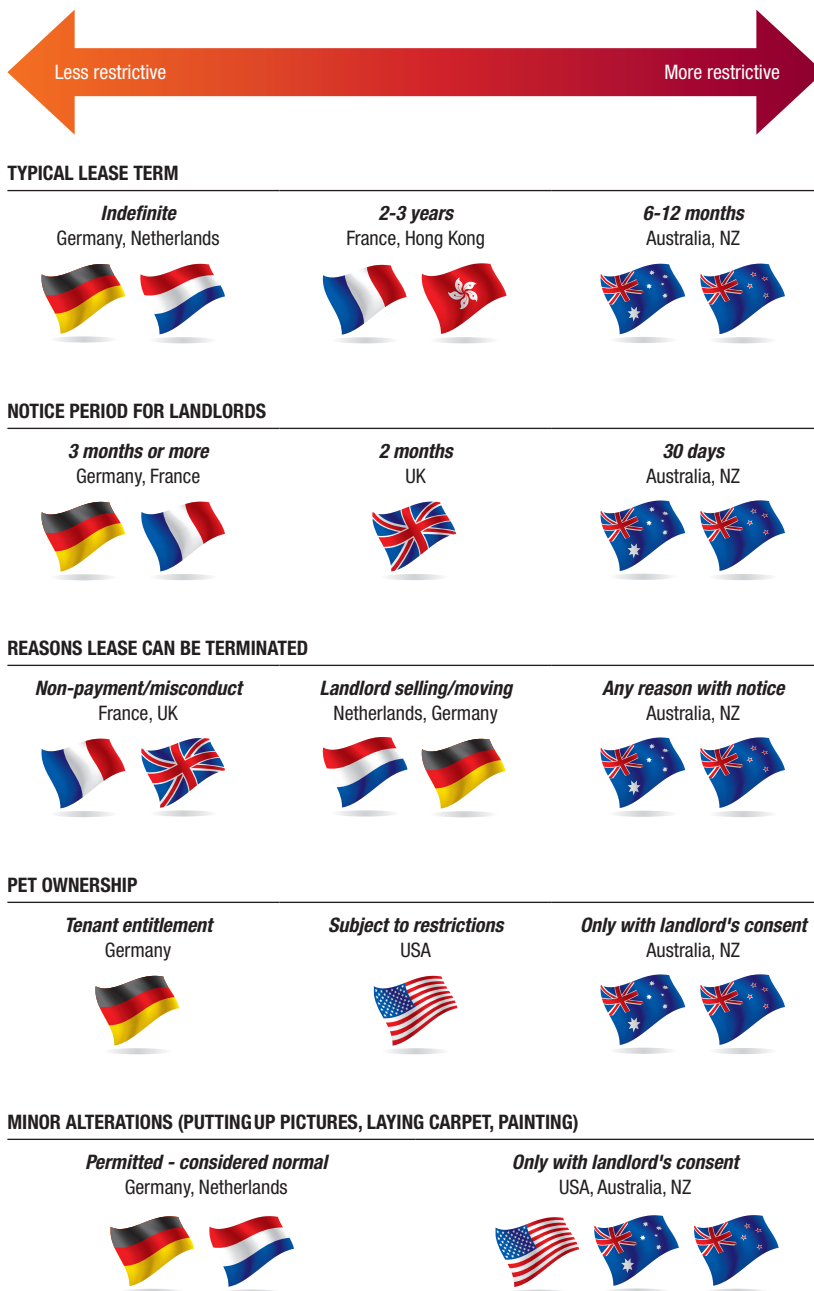 Less restrictive More restrictive
TYPICAL LEASE TERM
Indefinite 2-3 years 6-12 months
Germany, Netherlands France, Hong Kong Australia, NZ
NOTICE PERIOD FOR LANDLORDS
3 months or more 2 months 30 days
Germany, France UK Australia, NZ
REASONS LEASE CAN BE TERMINATED
Non-payment/misconduct Landlord selling/moving Any reason with notice
France, UK Netherlands, Germany Australia, NZ
PET OWNERSHIP
Tenant entitlement Subject to restrictions Only with landlord's consent
Germany USA Australia, NZ
MINOR ALTERATIONS (PUTTING UP PICTURES, LAYING CARPET, PAINTING)
Permitted - considered normal Only with landlord's consent
Germany, Netherlands USA, Australia, NZ